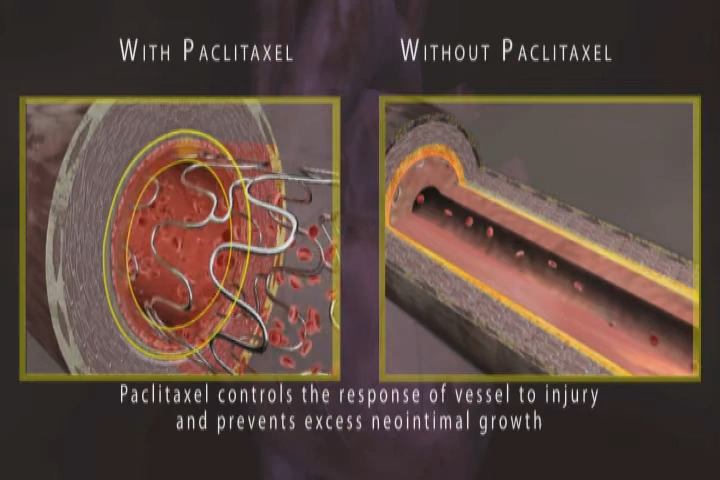 With Paclitaxel
Without Paclitaxel
Paclitaxel controls the response of vessel to injury
and prevents excess neointimal growth